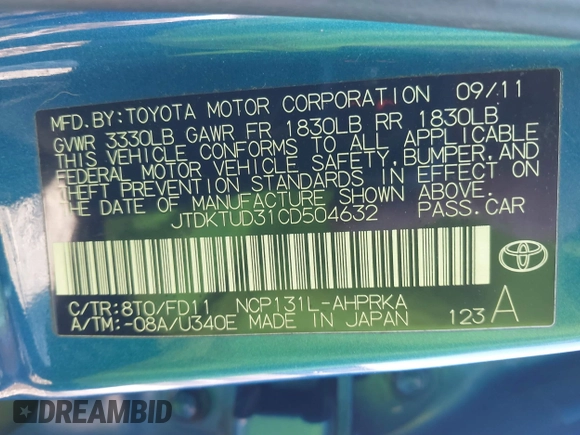 MFD.BY:TOYOTA MOTOR CORPORATION 09/11
GVWR 3330LB GAWR FR 1830LB RR 1830LB
THIS VEHICLE CONFORMS TO ALL APPLICABLE
FEDERAL MOTOR VEHICLE SAFETY,BUMPER,AND
THEFT PREVENTION STANDARDS IN EFFECT ON
THE DATE OF MANUFACTURE SHOWN ABOVE.
JTDKTUD31CD504632 PASS.CAR
C/TR:8T0/FD11 NCP131L-AHPRKA
A/TM:-08A/U340E MADE IN JAPAN 123 A
TOYOTA
DREAMBID